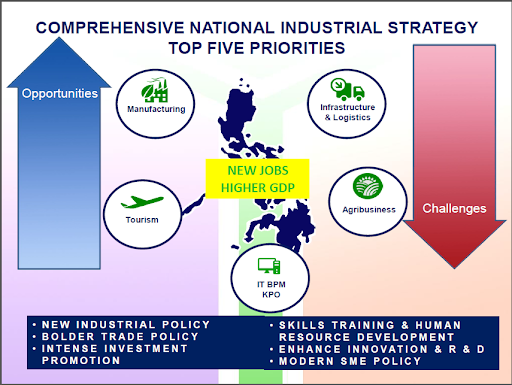 COMPREHENSIVE NATIONAL INDUSTRIAL STRATEGY
TOP FIVE PRIORITIES
Opportunities
Manufacturing
Infrastructure
& Logistics
NEW JOBS
HIGHER GDP
Tourism
Agribusiness
Challenges
IT BPM
KPO
• NEW INDUSTRIAL POLICY
• BOLDER TRADE POLICY
• INTENSE INVESTMENT
PROMOTION
• SKILLS TRAINING & HUMAN
RESOURCE DEVELOPMENT
• ENHANCE INNOVATION & R & D
• MODERN SME POLICY